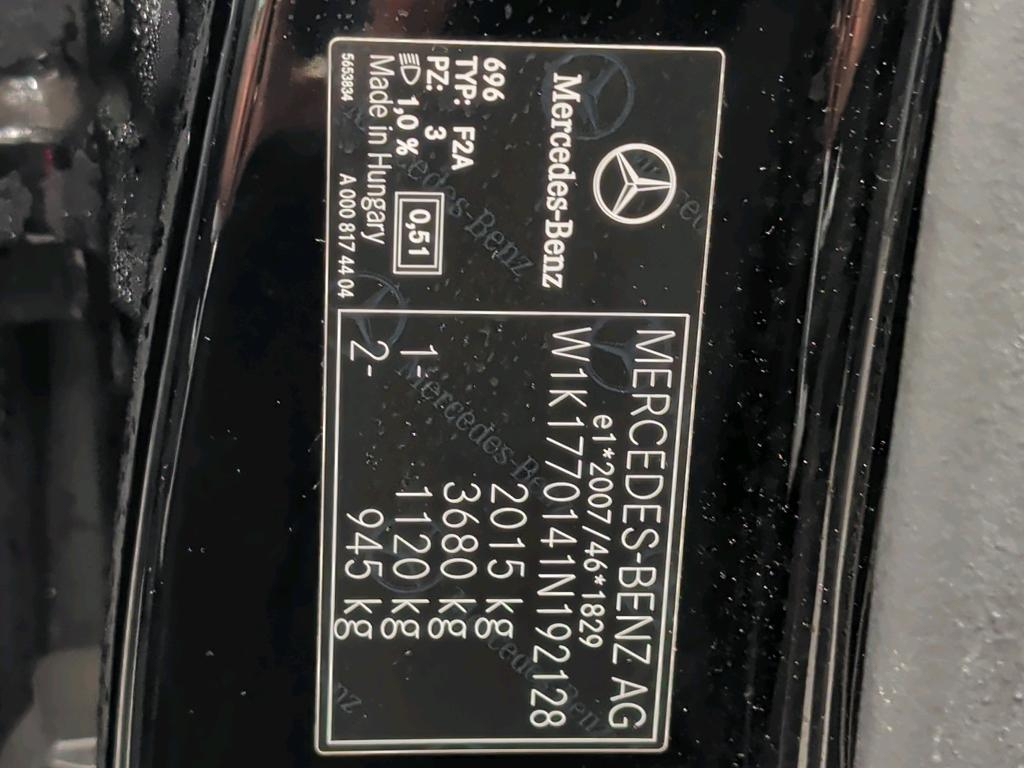 Mercedes-Benz
696
TYP: F2A
PZ: 3
1,0 % 0,51
Made in Hungary
5653834 A 000 817 44 04
MERCEDES-BENZ AG
e1*2007/46*1829
W1K1770141N192128
2015 kg
3680 kg
1- 1120 kg
2- 945 kg